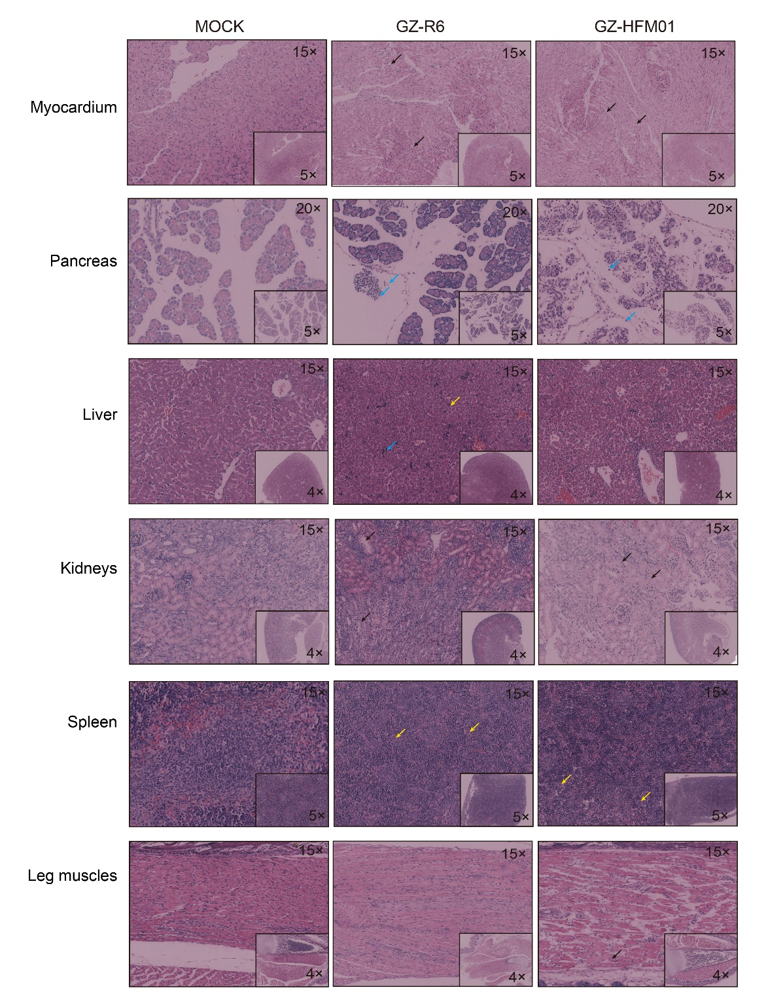 MOCK GZ-R6 GZ-HFM01
Myocardium 15× 5× 15× 5× 15× 5×
Pancreas 20× 5× 20× 5× 20× 5×
Liver 15× 4× 15× 4× 15× 4×
Kidneys 15× 4× 15× 4× 15× 4×
Spleen 15× 5× 15× 5× 15× 5×
Leg muscles 15× 4× 15× 4× 15× 4×